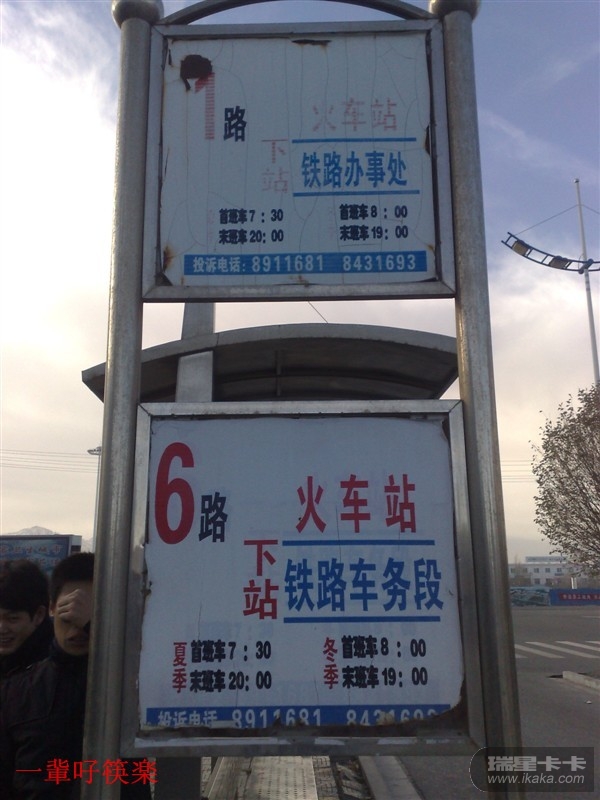 1路
火车站
下站
铁路办事处
首班车7:30 首班车8:00
末班车20:00 末班车19:00
投诉电话:8911681 8431693
6路
火车站
下站
铁路车务段
夏季 首班车7:30 冬季 首班车8:00
末班车20:00 末班车19:00
投诉电话 8911681 8431693
一輩吇筷楽
瑞星卡卡
www.ikaka.com